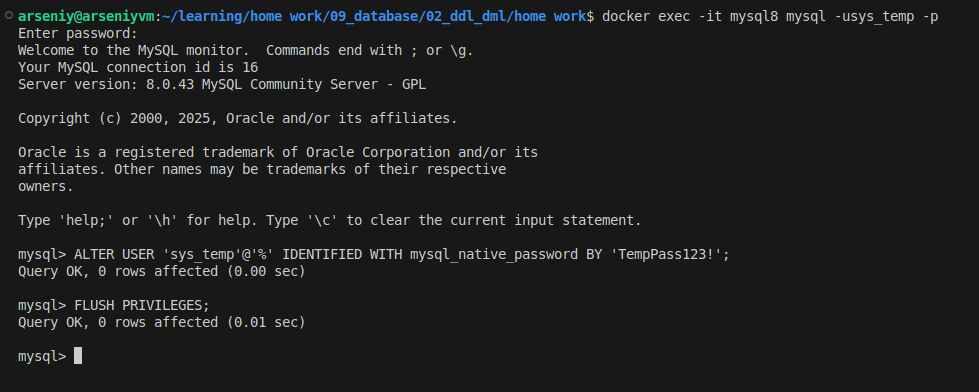 arseniy@arseniyvm:~/learning/home work/09_database/02_ddl_dml/home work$ docker exec -it mysql8 mysql -usys_temp -p
Enter password:
Welcome to the MySQL monitor.  Commands end with ; or \g.
Your MySQL connection id is 16
Server version: 8.0.43 MySQL Community Server - GPL
Copyright (c) 2000, 2025, Oracle and/or its affiliates.
Oracle is a registered trademark of Oracle Corporation and/or its
affiliates. Other names may be trademarks of their respective
owners.
Type 'help;' or '\h' for help. Type '\c' to clear the current input statement.
mysql> ALTER USER 'sys_temp'@'%' IDENTIFIED WITH mysql_native_password BY 'TempPass123!';
Query OK, 0 rows affected (0.00 sec)
mysql> FLUSH PRIVILEGES;
Query OK, 0 rows affected (0.01 sec)
mysql>